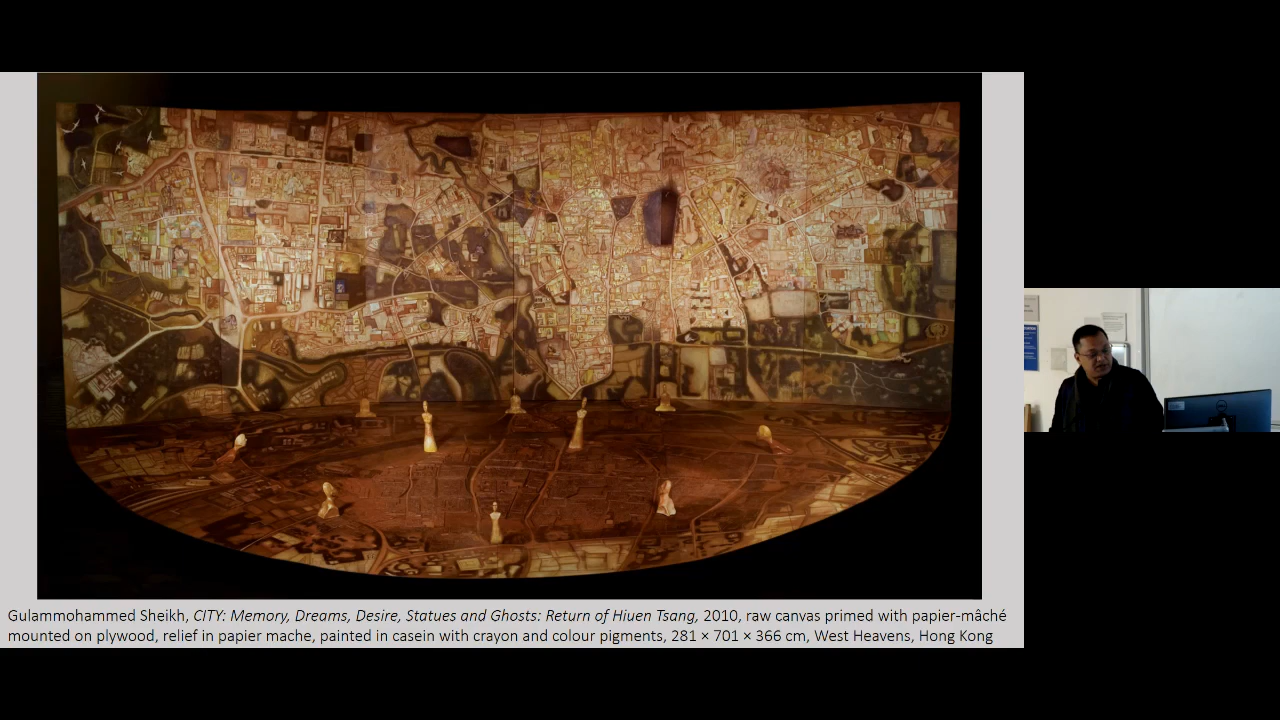 Gulammohammed Sheikh, CITY: Memory, Dreams, Desire, Statues and Ghosts: Return of Hiuen Tsang, 2010, raw canvas primed with papier-mâché
mounted on plywood, relief in papier mache, painted in casein with crayon and colour pigments, 281 × 701 × 366 cm, West Heavens, Hong Kong